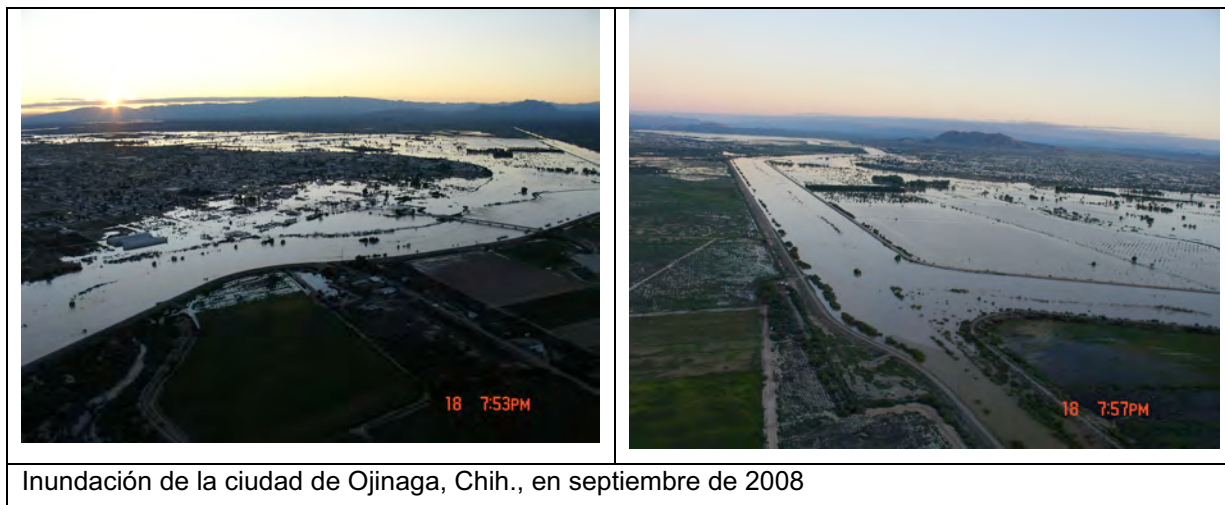 18 7:53PM
18 7:57PM
Inundación de la ciudad de Ojinaga, Chih., en septiembre de 2008